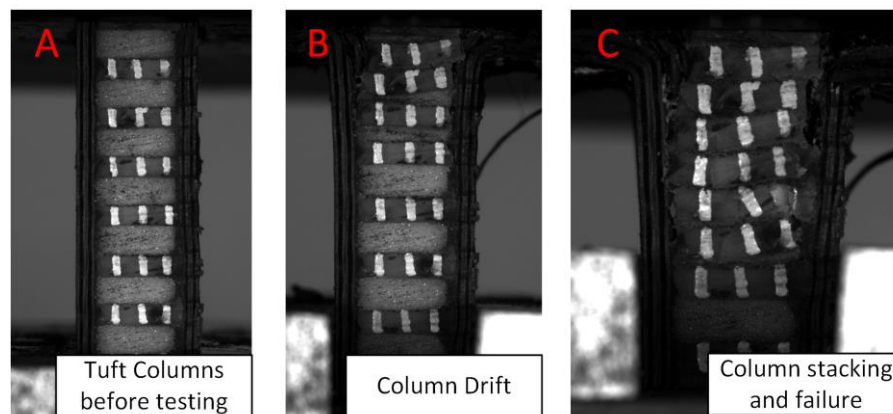 A
B
C
Tuft Columns
before testing
Column Drift
Column stacking
and failure